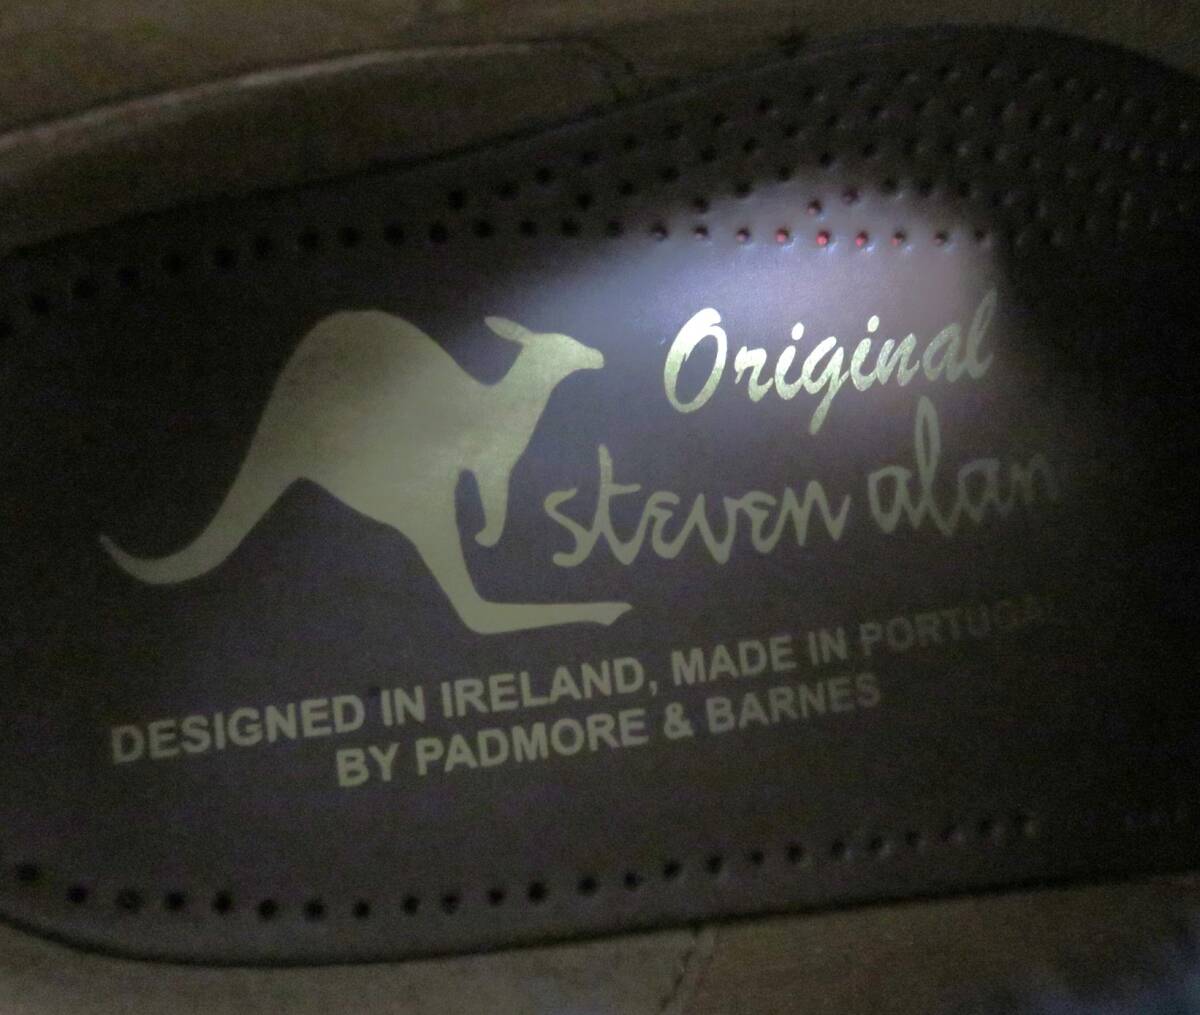 Original
steven alan
DESIGNED IN IRELAND, MADE IN PORTUGAL
BY PADMORE & BARNES